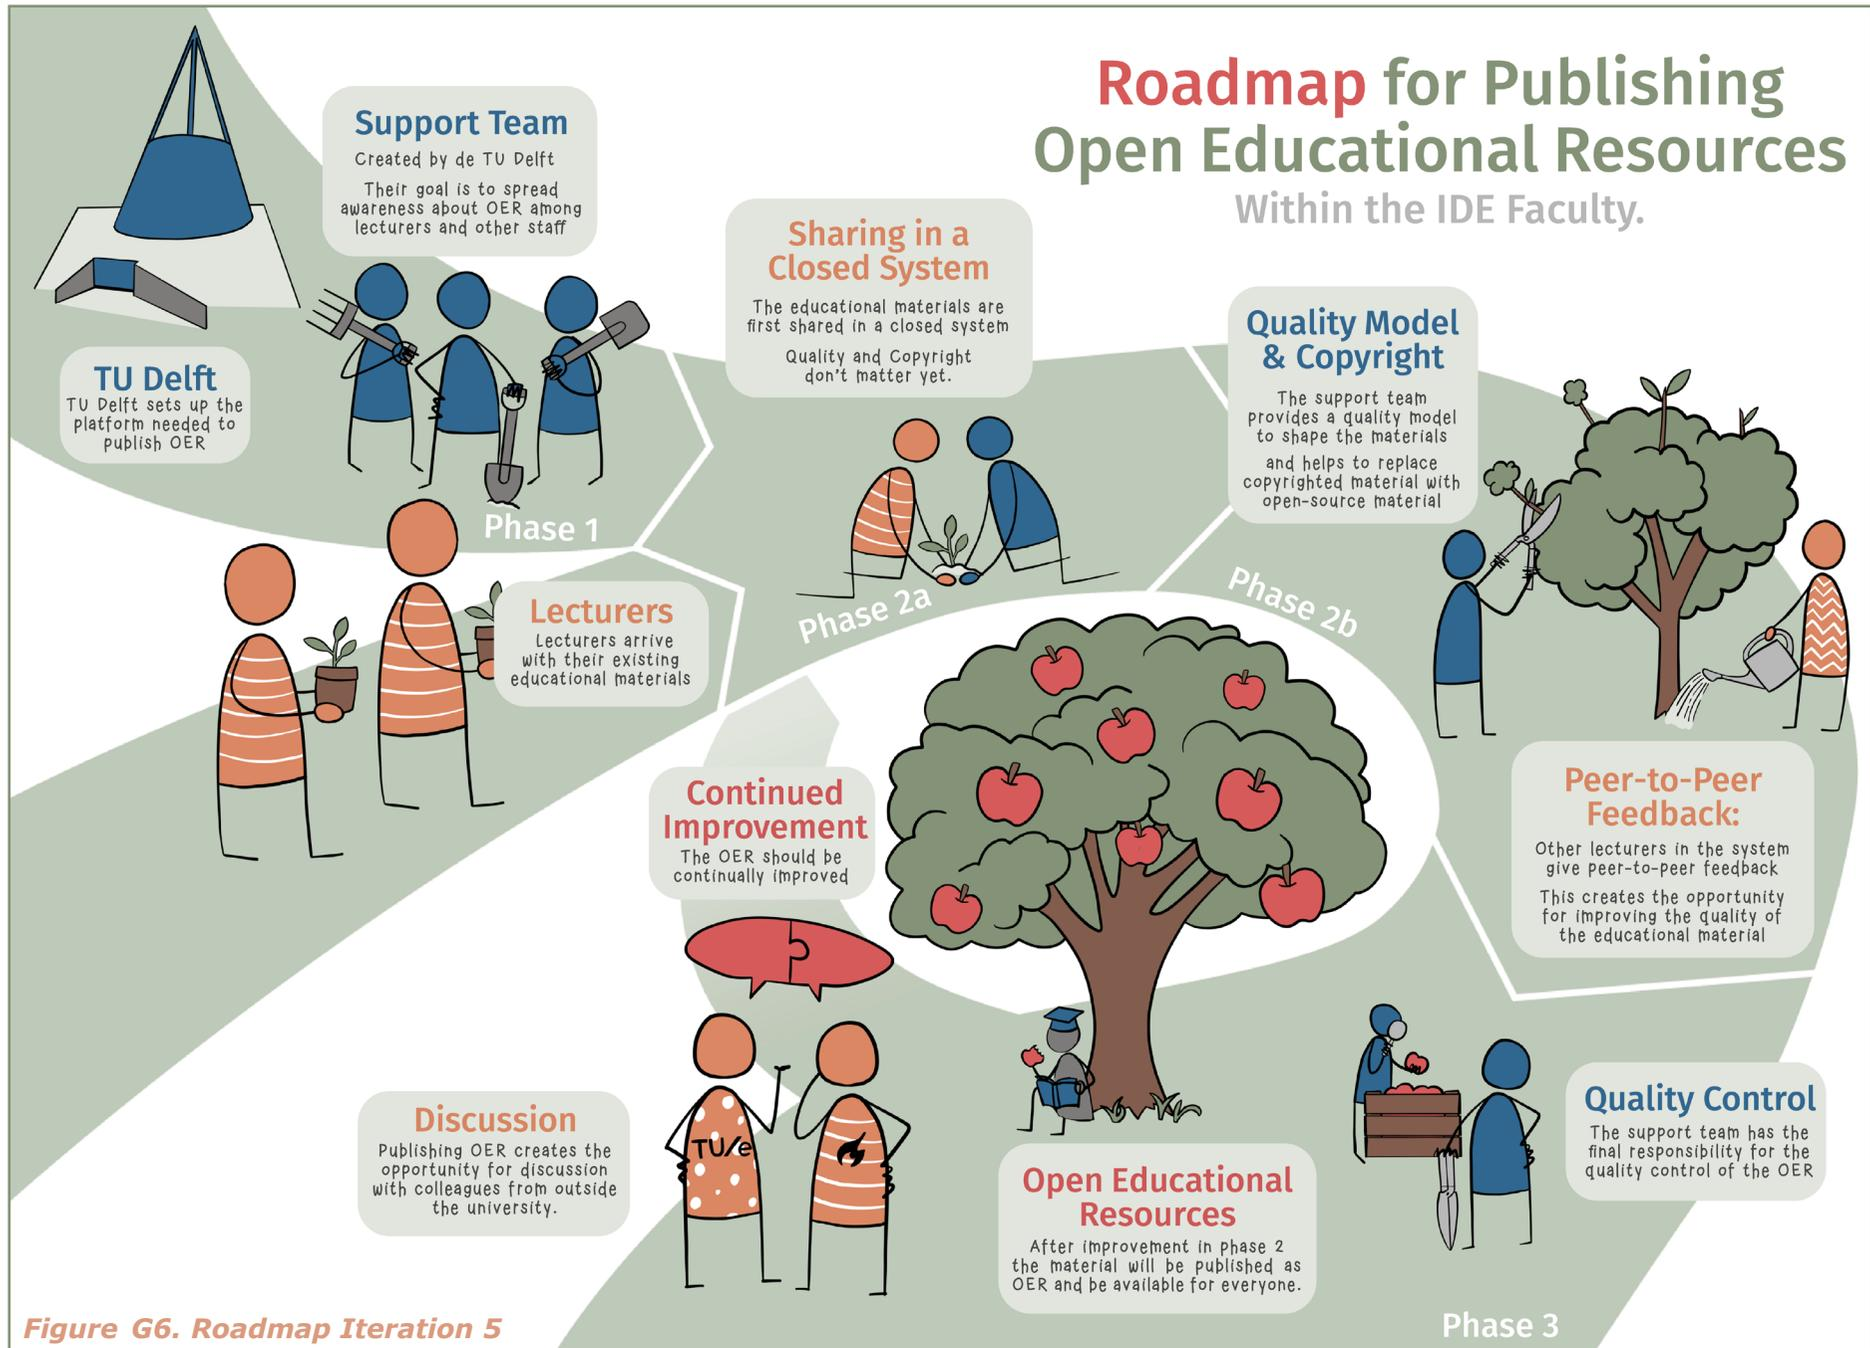 Roadmap for Publishing
Open Educational Resources
Within the IDE Faculty.
Support Team
Created by de TU Delft
Their goal is to spread
awareness about OER among
lecturers and other staff
TU Delft
TU Delft sets up the
platform needed to
publish OER
Phase 1
Lecturers
Lecturers arrive
with their existing
educational materials
Sharing in a
Closed System
The educational materials are
first shared in a closed system
Quality and Copyright
don't matter yet.
Phase 2a
Quality Model
& Copyright
The support team
provides a quality model
to shape the materials
and helps to replace
copyrighted material with
open-source material
Phase 2b
Peer-to-Peer
Feedback:
Other lecturers in the system
give peer-to-peer feedback
This creates the opportunity
for improving the quality of
the educational material
Continued
Improvement
The OER should be
continually improved
Discussion
Publishing OER creates the
opportunity for discussion
with colleagues from outside
the university.
TU/e
Open Educational
Resources
After improvement in phase 2
the material will be published as
OER and be available for everyone.
Quality Control
The support team has the
final responsibility for the
quality control of the OER
Phase 3
Figure G6. Roadmap Iteration 5